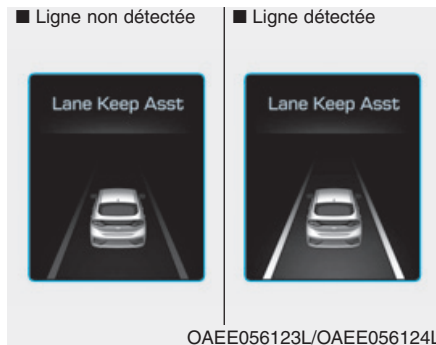 ■ Ligne non détectée
■ Ligne détectée
Lane Keep Asst
Lane Keep Asst
OAEE056123L/OAEE056124L